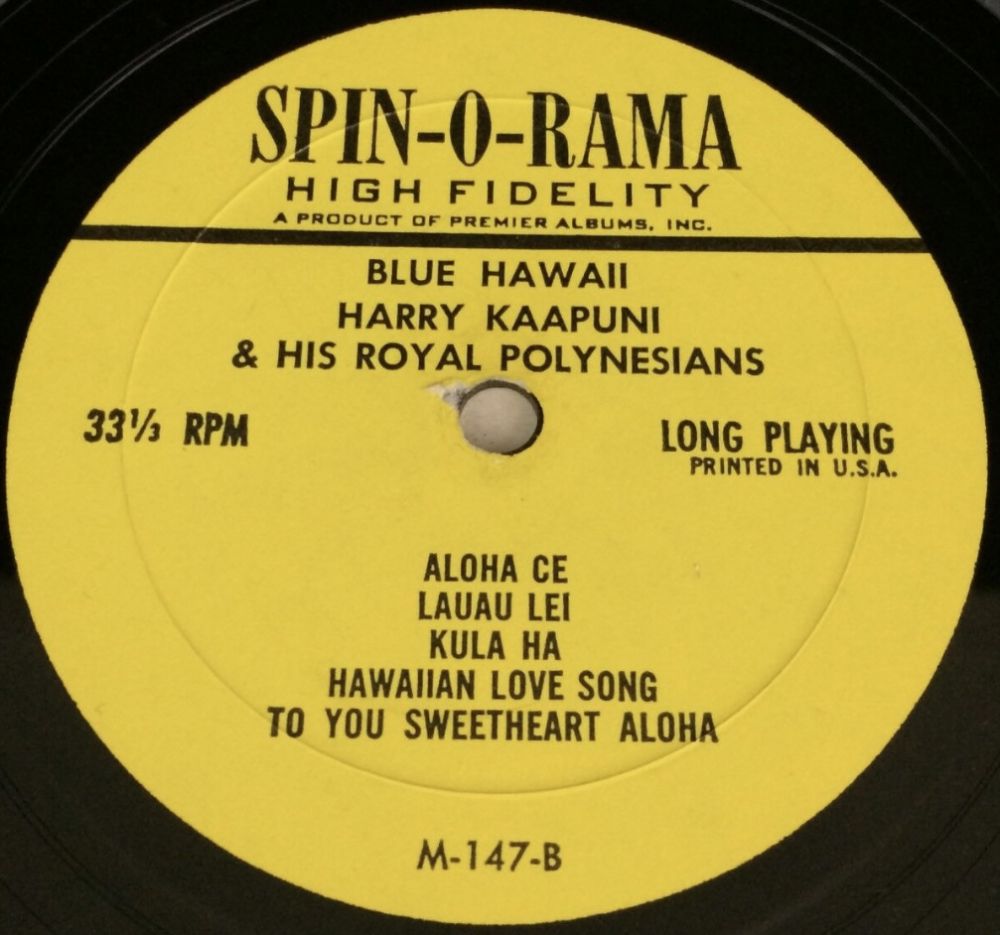 SPIN-O-RAMA
HIGH FIDELITY
A PRODUCT OF PREMIER ALBUMS, INC.
BLUE HAWAII
HARRY KAAPUNI
& HIS ROYAL POLYNESIANS
33⅓ RPM
LONG PLAYING
PRINTED IN U.S.A.
ALOHA CE
LAUAU LEI
KULA HA
HAWAIIAN LOVE SONG
TO YOU SWEETHEART ALOHA
M-147-B